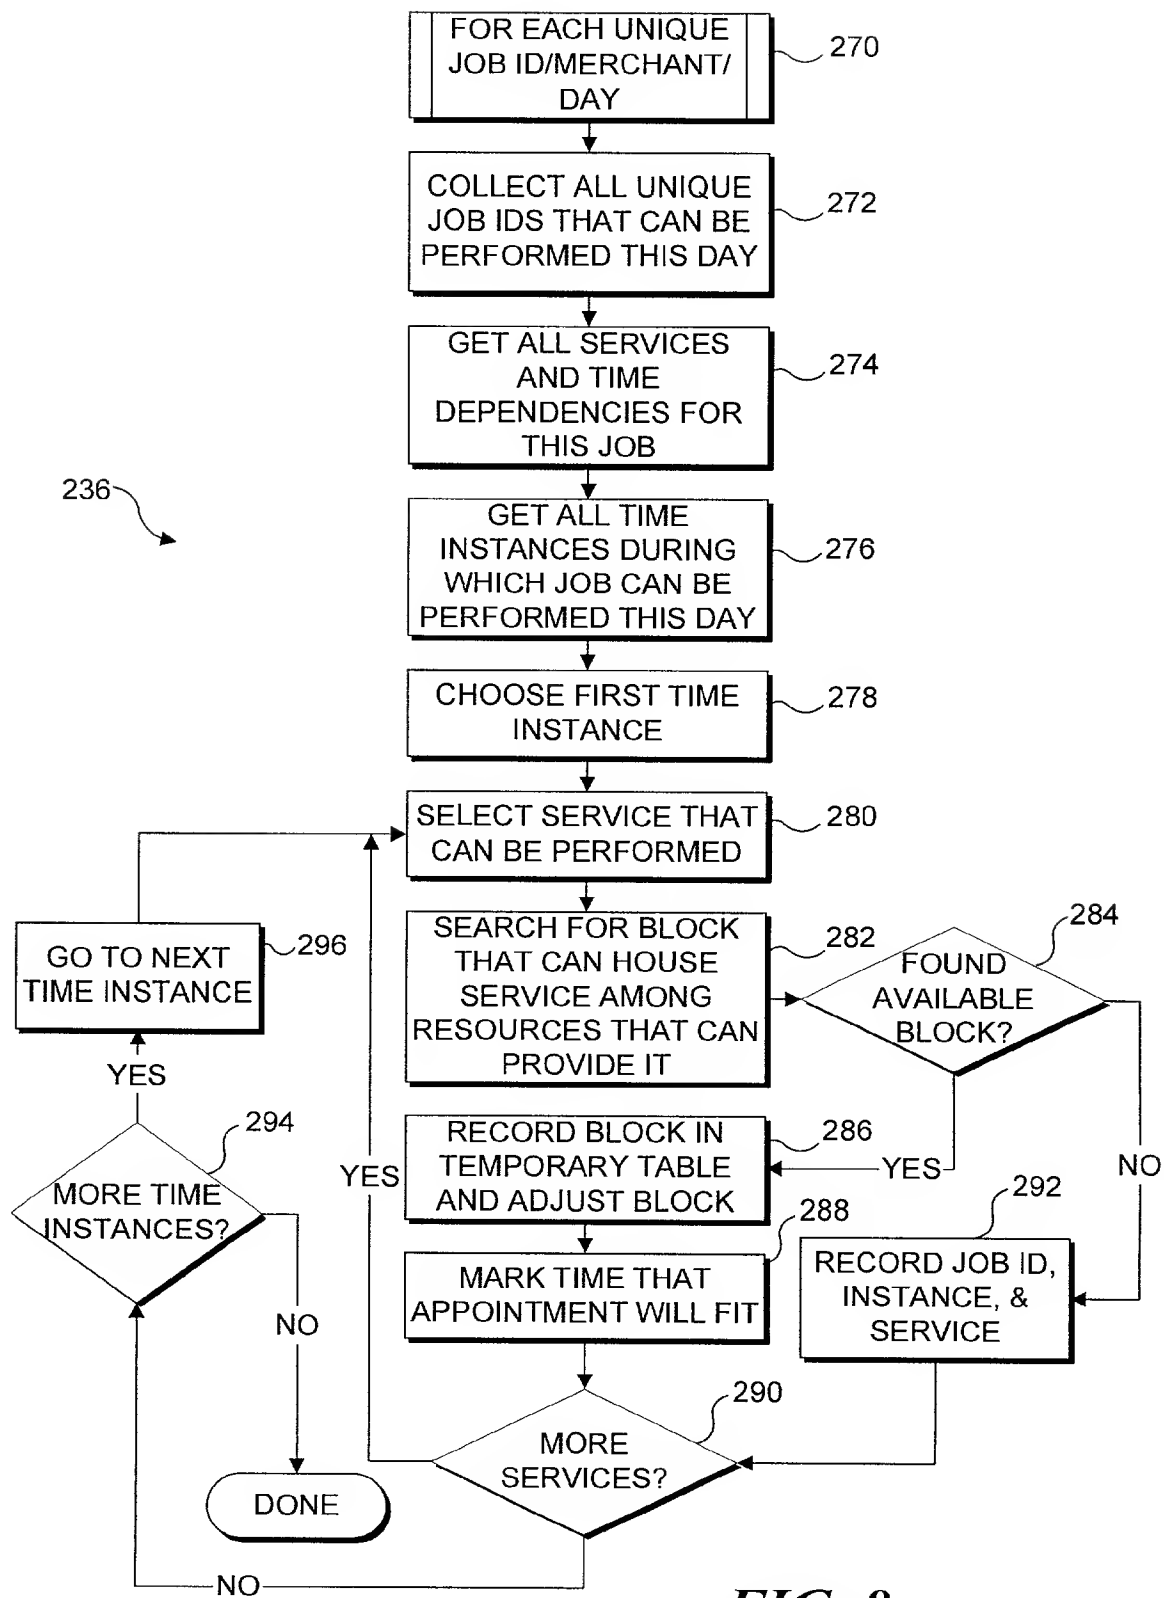 FOR EACH UNIQUE
JOB ID/MERCHANT/
DAY
270
COLLECT ALL UNIQUE
JOB IDS THAT CAN BE
PERFORMED THIS DAY
272
GET ALL SERVICES
AND TIME
DEPENDENCIES FOR
THIS JOB
274
236
GET ALL TIME
INSTANCES DURING
WHICH JOB CAN BE
PERFORMED THIS DAY
276
CHOOSE FIRST TIME
INSTANCE
278
SELECT SERVICE THAT
CAN BE PERFORMED
280
SEARCH FOR BLOCK
THAT CAN HOUSE
SERVICE AMONG
RESOURCES THAT CAN
PROVIDE IT
282
FOUND
AVAILABLE
BLOCK?
284
GO TO NEXT
TIME INSTANCE
296
YES
MORE TIME
INSTANCES?
294
YES
RECORD BLOCK IN
TEMPORARY TABLE
AND ADJUST BLOCK
286
YES
NO
MARK TIME THAT
APPOINTMENT WILL FIT
288
RECORD JOB ID,
INSTANCE, &
SERVICE
292
NO
MORE
SERVICES?
290
DONE
NO
FIG.